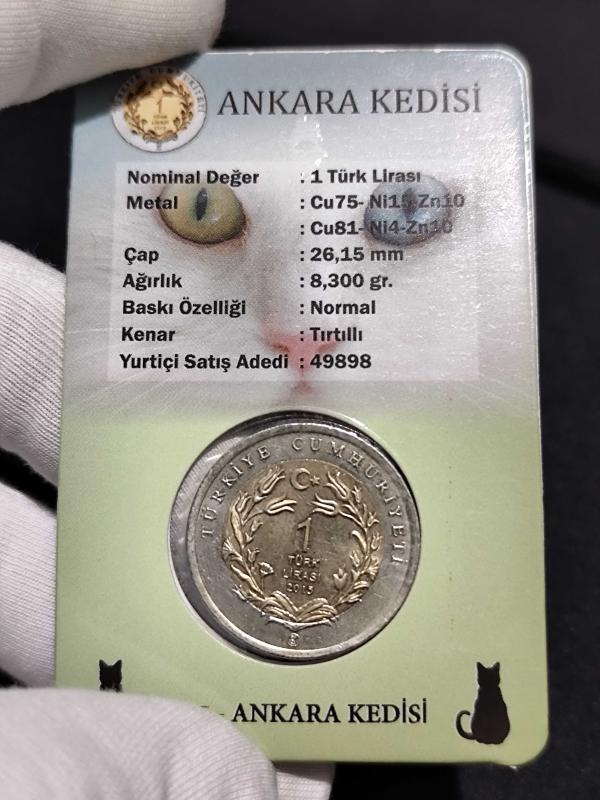 ANKARA KEDİSİ
Nominal Değer : 1 Türk Lirası
Metal : Cu75- Ni15-Zn10
: Cu81- Ni4-Zn10
Çap : 26,15 mm
Ağırlık : 8,300 gr.
Baskı Özelliği : Normal
Kenar : Tırtıllı
Yurtiçi Satış Adedi : 49898
TÜRKİYE CUMHURİYETİ
1
TÜRK
LİRASI
2015
- ANKARA KEDİSİ